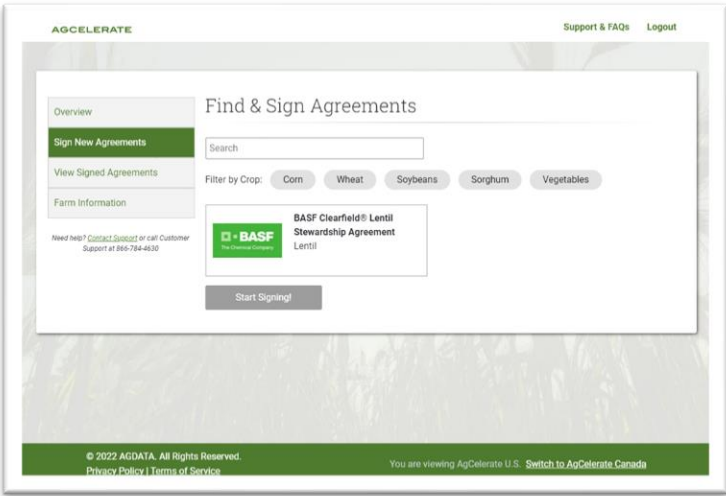 AGCELERATE
Support & FAQs Logout
Overview
Sign New Agreements
View Signed Agreements
Farm Information
Need help? Contact Support or call Customer
Support at 866-784-4630
Find & Sign Agreements
Search
Filter by Crop: Corn Wheat Soybeans Sorghum Vegetables
BASF
The Chemical Company
BASF Clearfield® Lentil
Stewardship Agreement
Lentil
Start Signing!
© 2022 AGDATA. All Rights Reserved.
Privacy Policy | Terms of
Service
You are viewing AgCelerate U.S. Switch to AgCelerate Canada